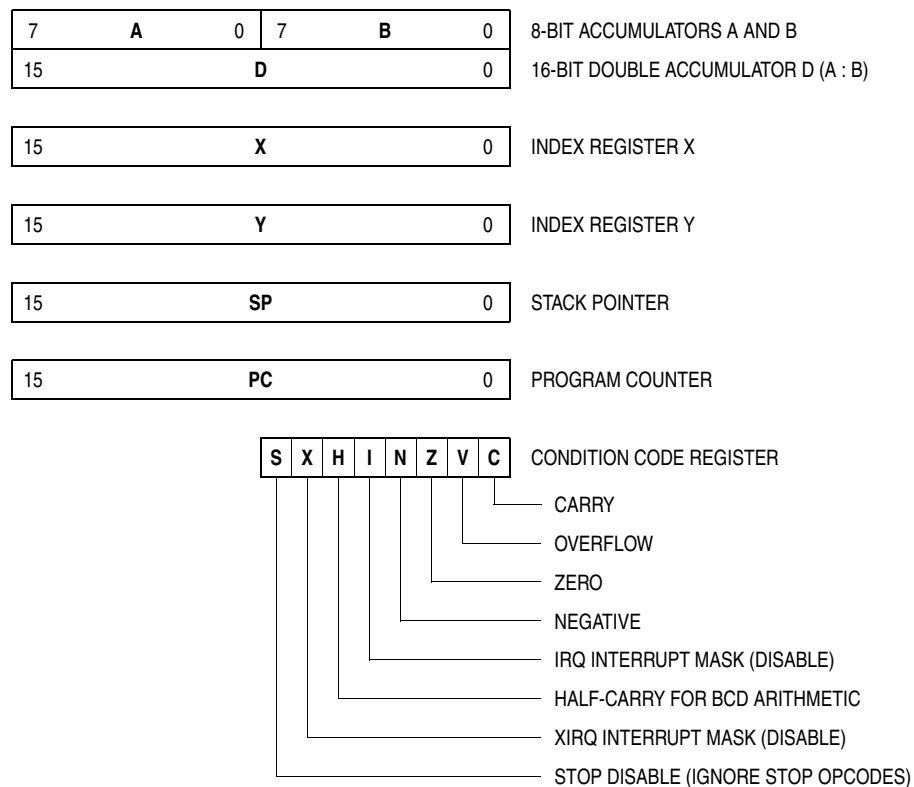 7 A 0 7 B 0 8-BIT ACCUMULATORS A AND B
15 D 0 16-BIT DOUBLE ACCUMULATOR D (A : B)
15 X 0 INDEX REGISTER X
15 Y 0 INDEX REGISTER Y
15 SP 0 STACK POINTER
15 PC 0 PROGRAM COUNTER
S X H I N Z V C CONDITION CODE REGISTER
CARRY
OVERFLOW
ZERO
NEGATIVE
IRQ INTERRUPT MASK (DISABLE)
HALF-CARRY FOR BCD ARITHMETIC
XIRQ INTERRUPT MASK (DISABLE)
STOP DISABLE (IGNORE STOP OPCODES)